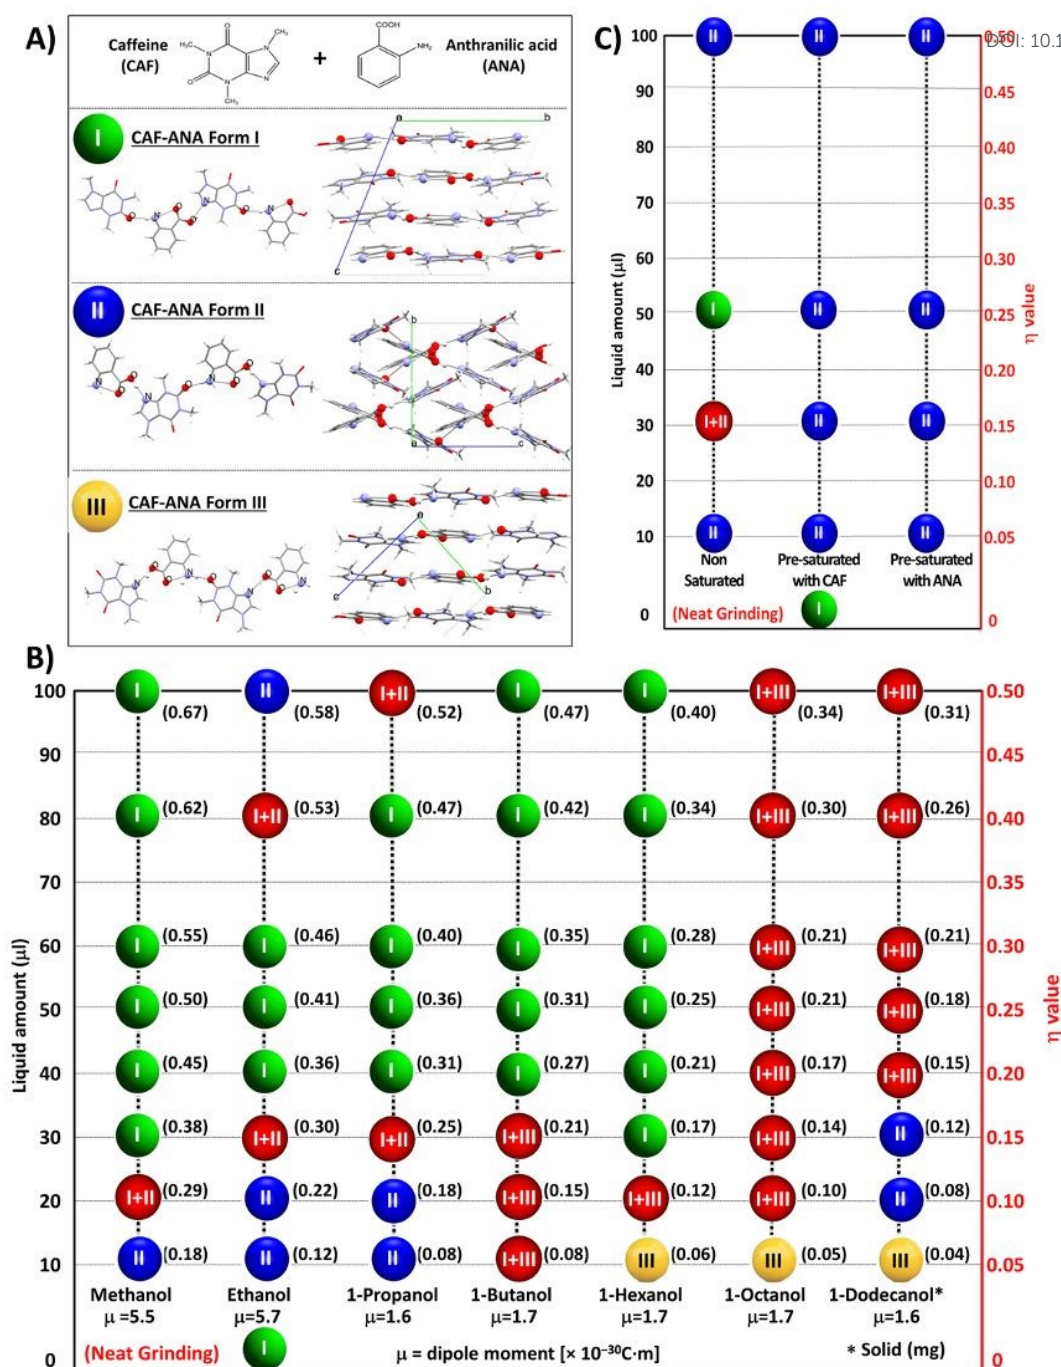 A)
Caffeine
(CAF)
+
Anthranilic acid
(ANA)
H₃C
CH₃
O
N
O
N
N
N
CH₃
COOH
NH₂
I CAF-ANA Form I
a b
c
II CAF-ANA Form II
b
a c
III CAF-ANA Form III
a
c b
C)
DOI: 10.1
Liquid amount (µl)
η value
100 II II II 0.50
90 0.45
80 0.40
70 0.35
60 0.30
50 I II II 0.25
40 0.20
30 I+II II II 0.15
20 0.10
10 II II II 0.05
Non Pre-saturated Pre-saturated
Saturated with CAF with ANA
0 (Neat Grinding) I 0
B)
Liquid amount (µl)
η value
100 I (0.67) II (0.58) I+II (0.52) I (0.47) I (0.40) I+III (0.34) I+III (0.31) 0.50
90 0.45
80 I (0.62) I+II (0.53) I (0.47) I (0.42) I (0.34) I+III (0.30) I+III (0.26) 0.40
70 0.35
60 I (0.55) I (0.46) I (0.40) I (0.35) I (0.28) I+III (0.21) I+III (0.21) 0.30
50 I (0.50) I (0.41) I (0.36) I (0.31) I (0.25) I+III (0.21) I+III (0.18) 0.25
40 I (0.45) I (0.36) I (0.31) I (0.27) I (0.21) I+III (0.17) I+III (0.15) 0.20
30 I (0.38) I+II (0.30) I+II (0.25) I+III (0.21) I (0.17) I+III (0.14) II (0.12) 0.15
20 I+II (0.29) II (0.22) II (0.18) I+III (0.15) I+III (0.12) I+III (0.10) II (0.08) 0.10
10 II (0.18) II (0.12) II (0.08) I+III (0.08) III (0.06) III (0.05) III (0.04) 0.05
Methanol Ethanol 1-Propanol 1-Butanol 1-Hexanol 1-Octanol 1-Dodecanol*
µ =5.5 µ=5.7 µ=1.6 µ=1.7 µ=1.7 µ=1.7 µ=1.6
0 (Neat Grinding) I µ = dipole moment [× 10⁻³⁰C·m] * Solid (mg) 0